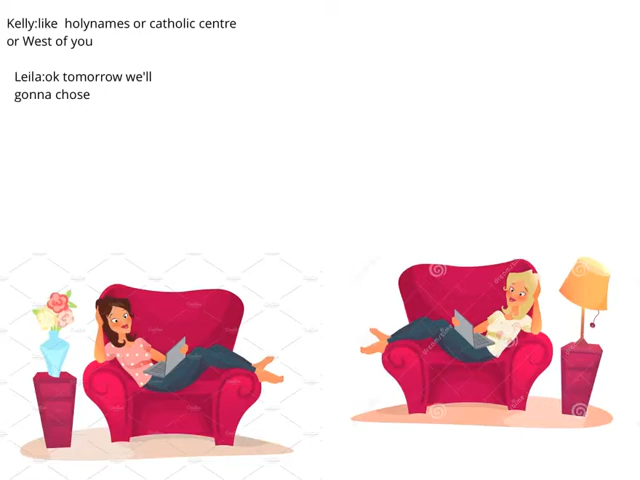 Kelly:like  holynames or catholic centre
or West of you
Leila:ok tomorrow we'll
gonna chose